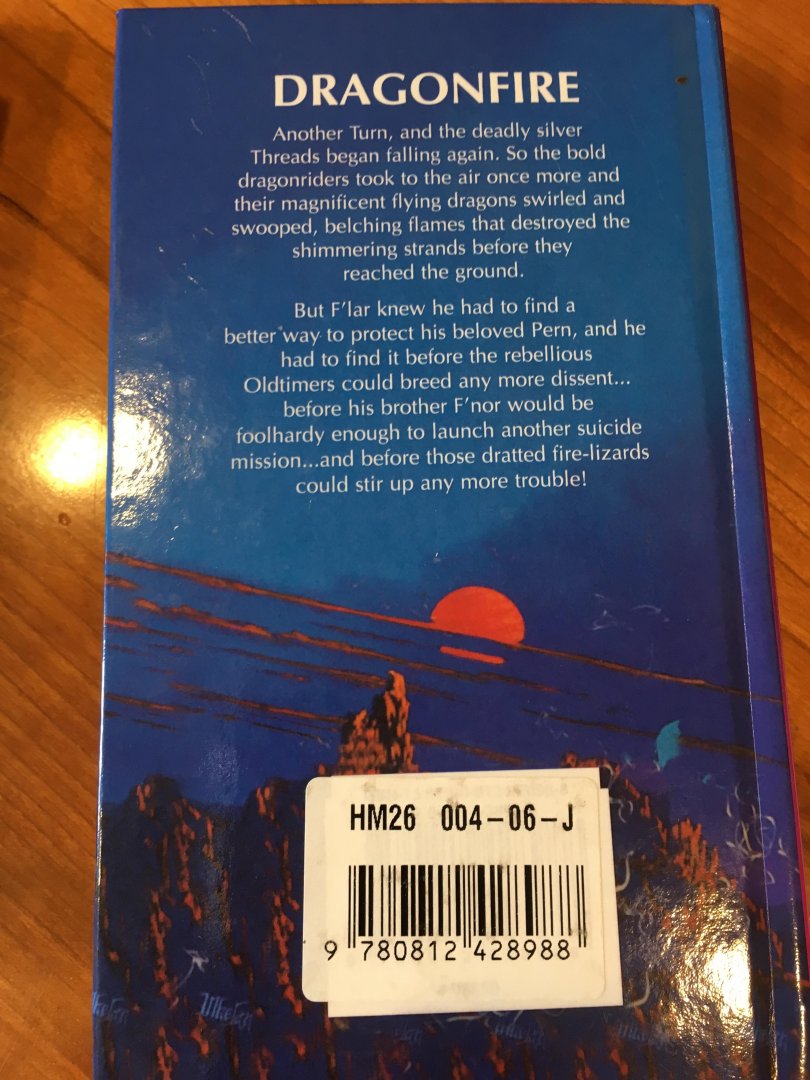 DRAGONFIRE
Another Turn, and the deadly silver
Threads began falling again. So the bold
dragonriders took to the air once more and
their magnificent flying dragons swirled and
swooped, belching flames that destroyed the
shimmering strands before they
reached the ground.
But F'lar knew he had to find a
better way to protect his beloved Pern, and he
had to find it before the rebellious
Oldtimers could breed any more dissent...
before his brother F'nor would be
foolhardy enough to launch another suicide
mission...and before those dratted fire-lizards
could stir up any more trouble!
HM26 004-06-J
9 780812 428988